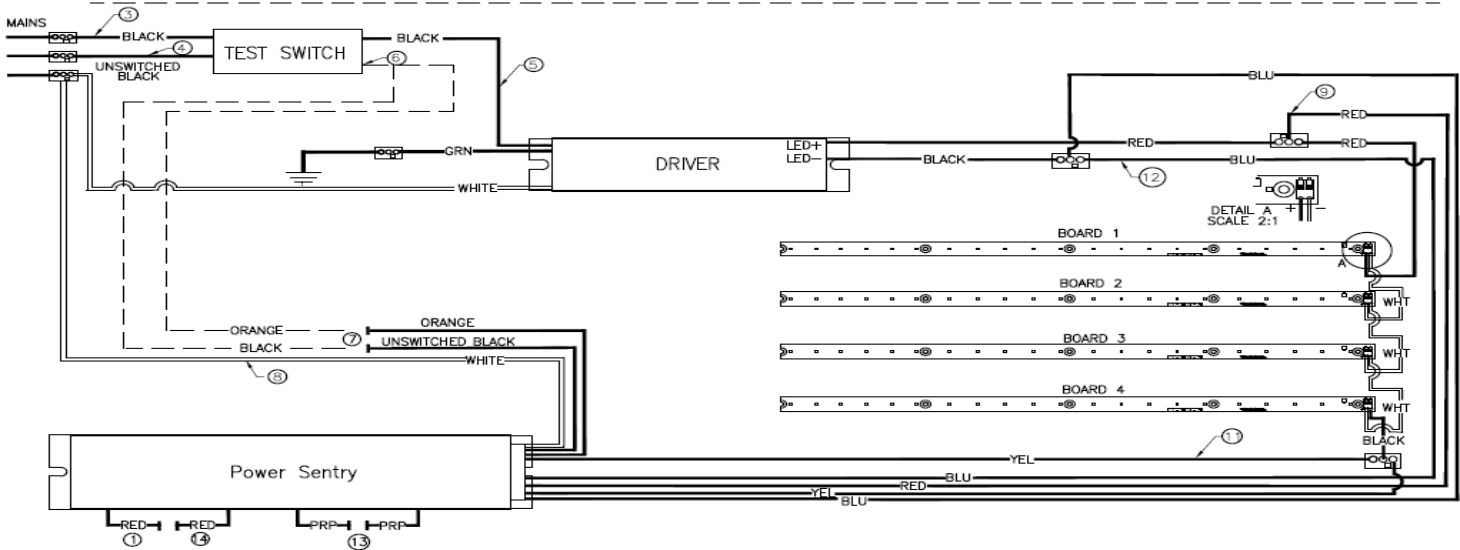 MAINS
3
BLACK
4
UNSWITCHED
BLACK
TEST SWITCH
BLACK
6
5
BLU
9
RED
RED
RED
GRN
DRIVER
LED+
LED-
BLACK
BLU
12
WHITE
DETAIL A
SCALE 2:1
+ -
BOARD 1
A
BOARD 2
WHT
ORANGE
BLACK
7
ORANGE
UNSWITCHED BLACK
WHITE
8
BOARD 3
WHT
BOARD 4
WHT
BLACK
11
YEL
Power Sentry
BLU
RED
YEL
BLU
RED
RED
PRP
PRP
1
14
13